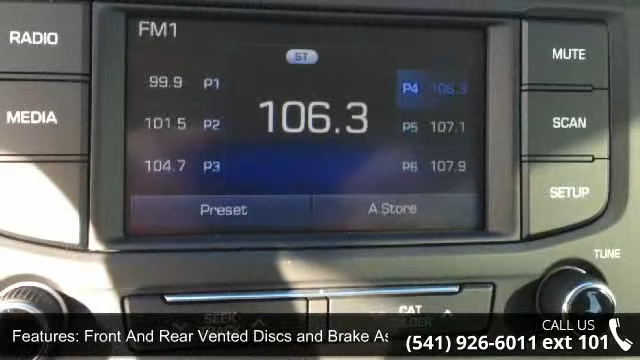 FM1
RADIO
MEDIA
ST
99.9 P1
101.5 P2
104.7 P3
106.3
P4 106.3
P5 107.1
P6 107.9
Preset
A.Store
MUTE
SCAN
SETUP
TUNE
SEEK
CAT
Features: Front And Rear Vented Discs and Brake As
CALL US
(541) 926-6011 ext 101